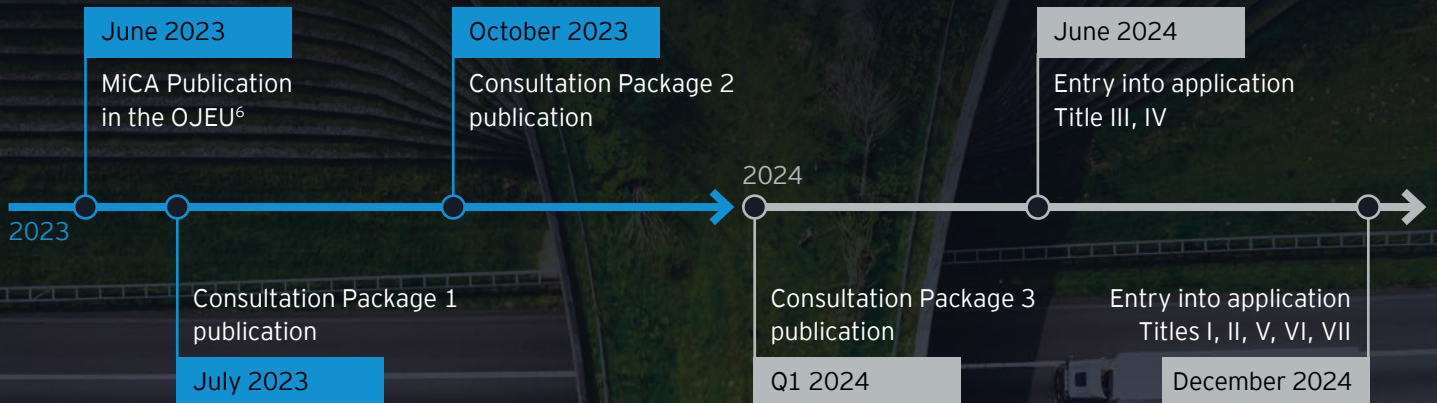 June 2023
MiCA Publication
in the OJEU⁶
October 2023
Consultation Package 2
publication
June 2024
Entry into application
Title III, IV
2023
2024
Consultation Package 1
publication
July 2023
Consultation Package 3
publication
Q1 2024
Entry into application
Titles I, II, V, VI, VII
December 2024